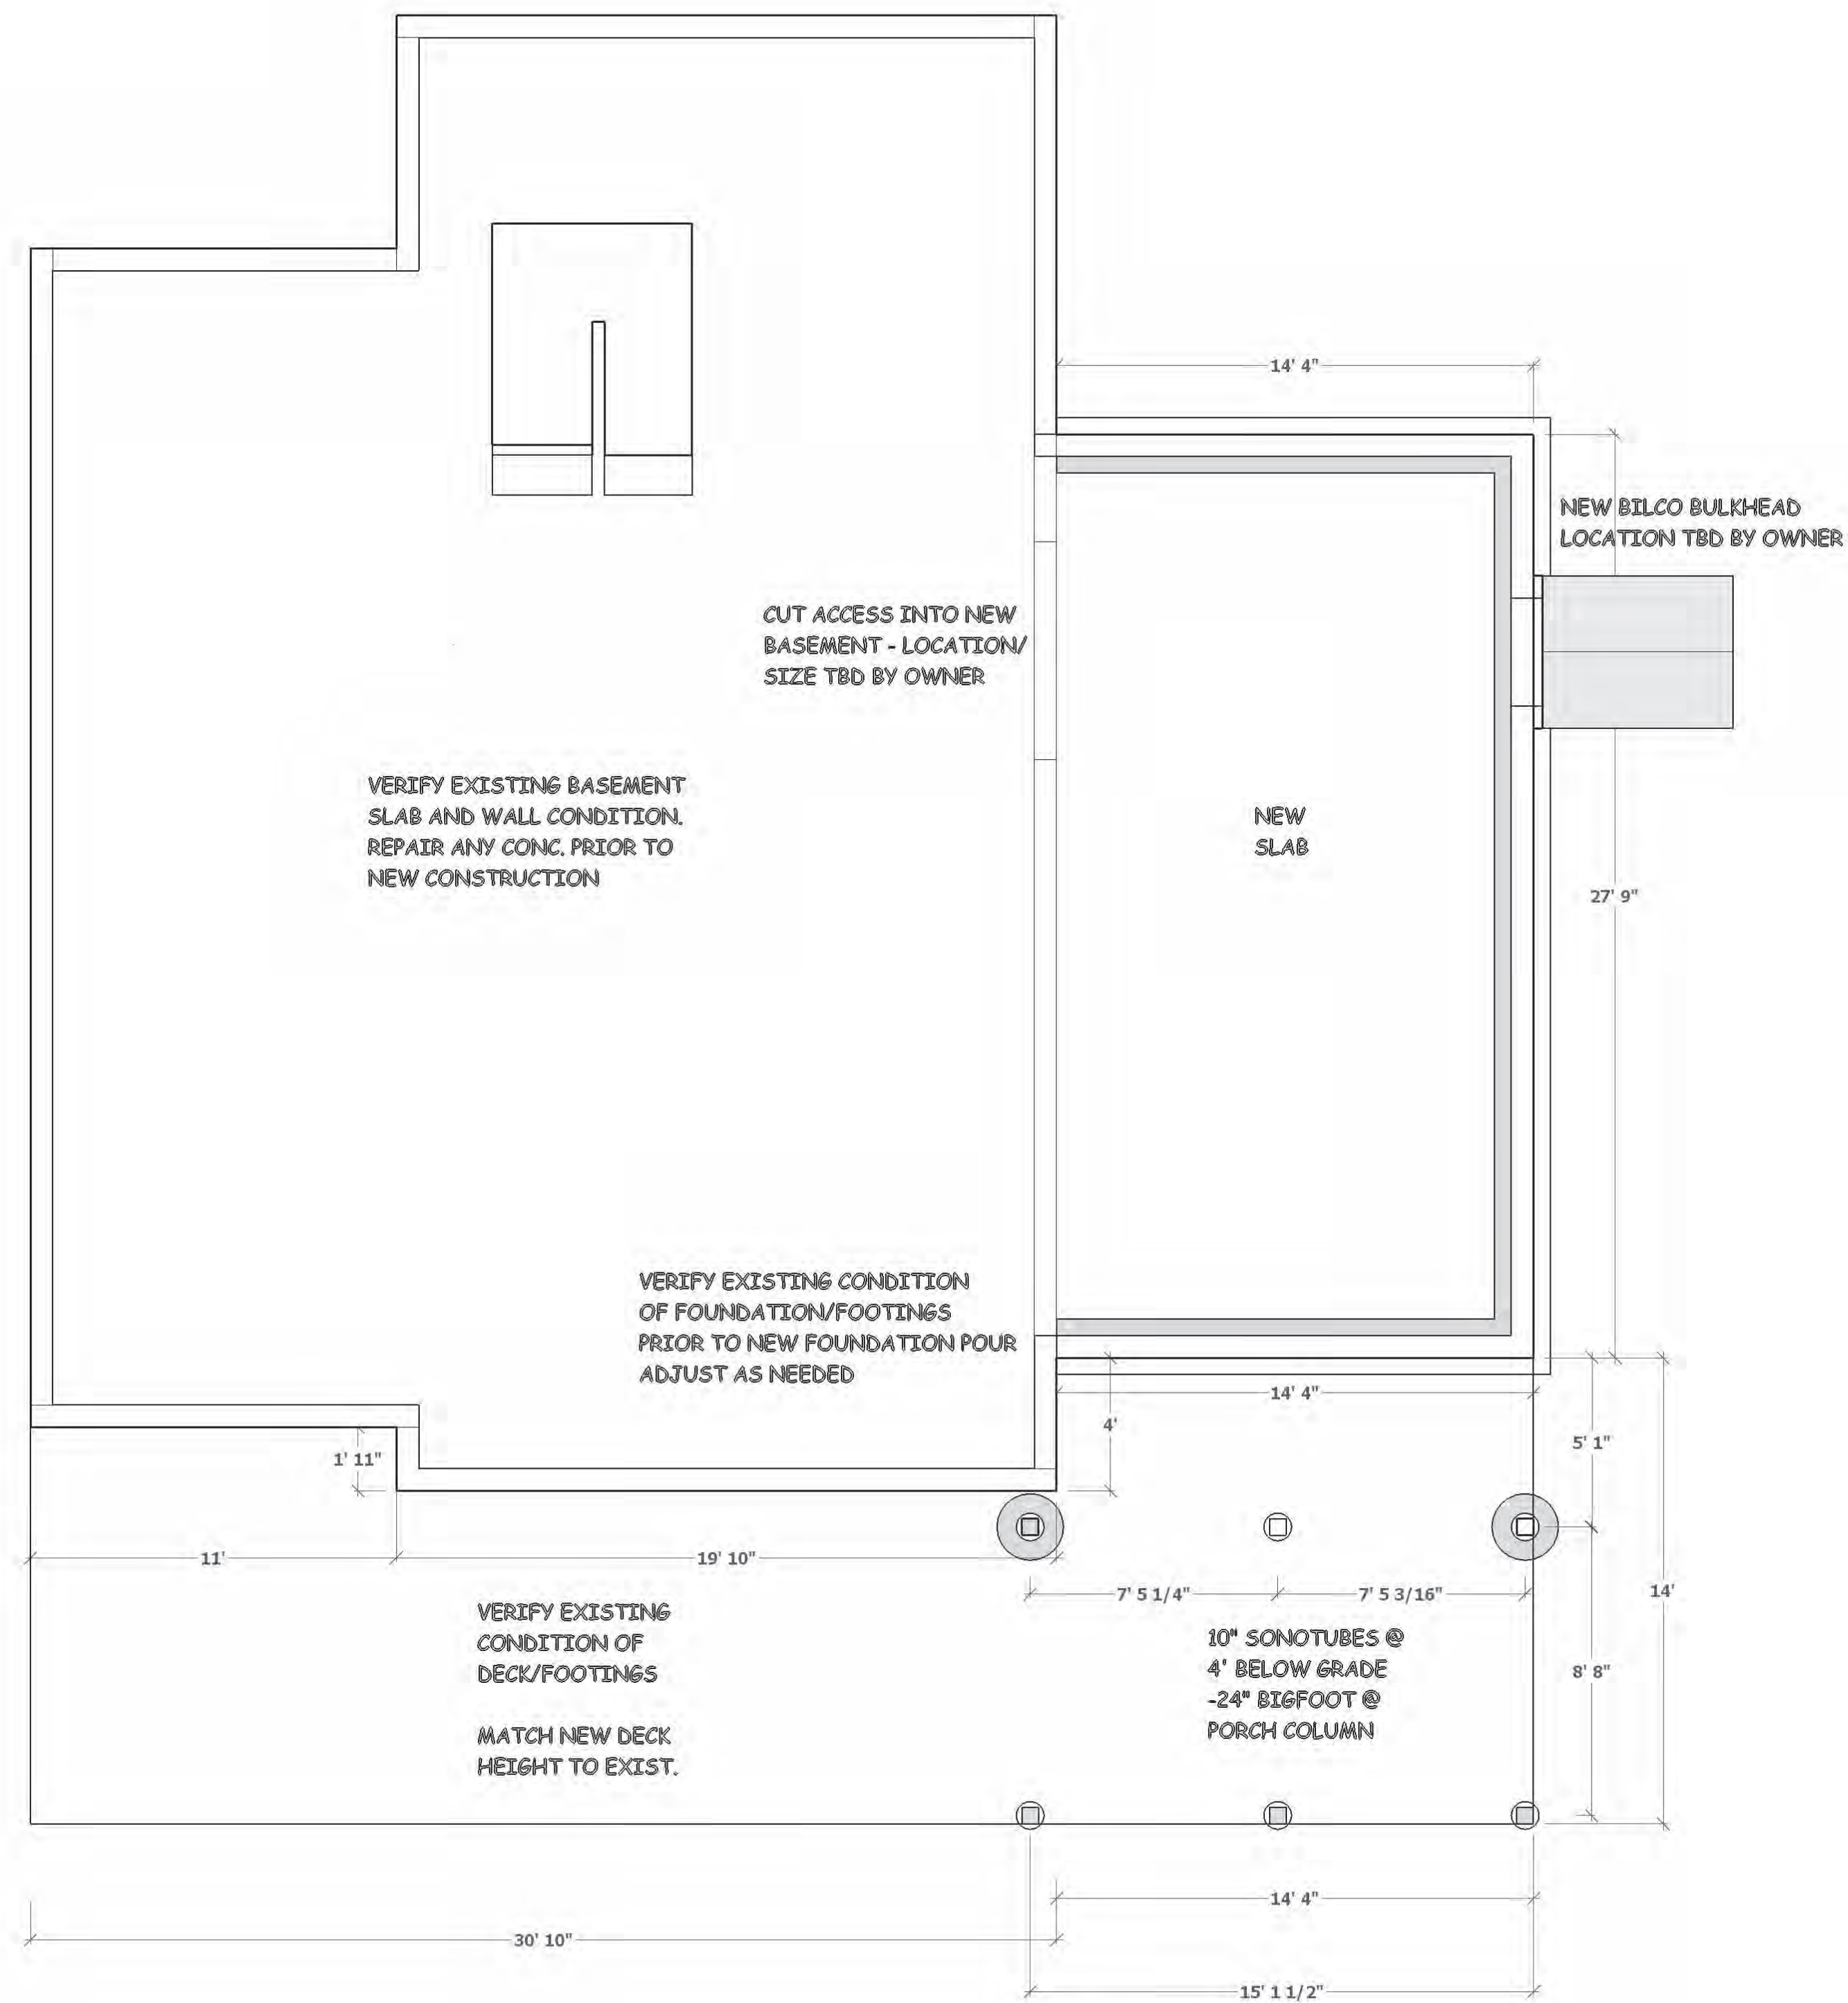 14' 4"
NEW BILCO BULKHEAD
LOCATION TBD BY OWNER
CUT ACCESS INTO NEW
BASEMENT - LOCATION/
SIZE TBD BY OWNER
VERIFY EXISTING BASEMENT
SLAB AND WALL CONDITION.
REPAIR ANY CONC. PRIOR TO
NEW CONSTRUCTION
NEW
SLAB
27' 9"
VERIFY EXISTING CONDITION
OF FOUNDATION/FOOTINGS
PRIOR TO NEW FOUNDATION POUR
ADJUST AS NEEDED
14' 4"
4'
5' 1"
1' 11"
11'
19' 10"
7' 5 1/4"
7' 5 3/16"
14'
VERIFY EXISTING
CONDITION OF
DECK/FOOTINGS
MATCH NEW DECK
HEIGHT TO EXIST.
10" SONOTUBES @
4' BELOW GRADE
-24" BIGFOOT @
PORCH COLUMN
8' 8"
14' 4"
30' 10"
15' 1 1/2"